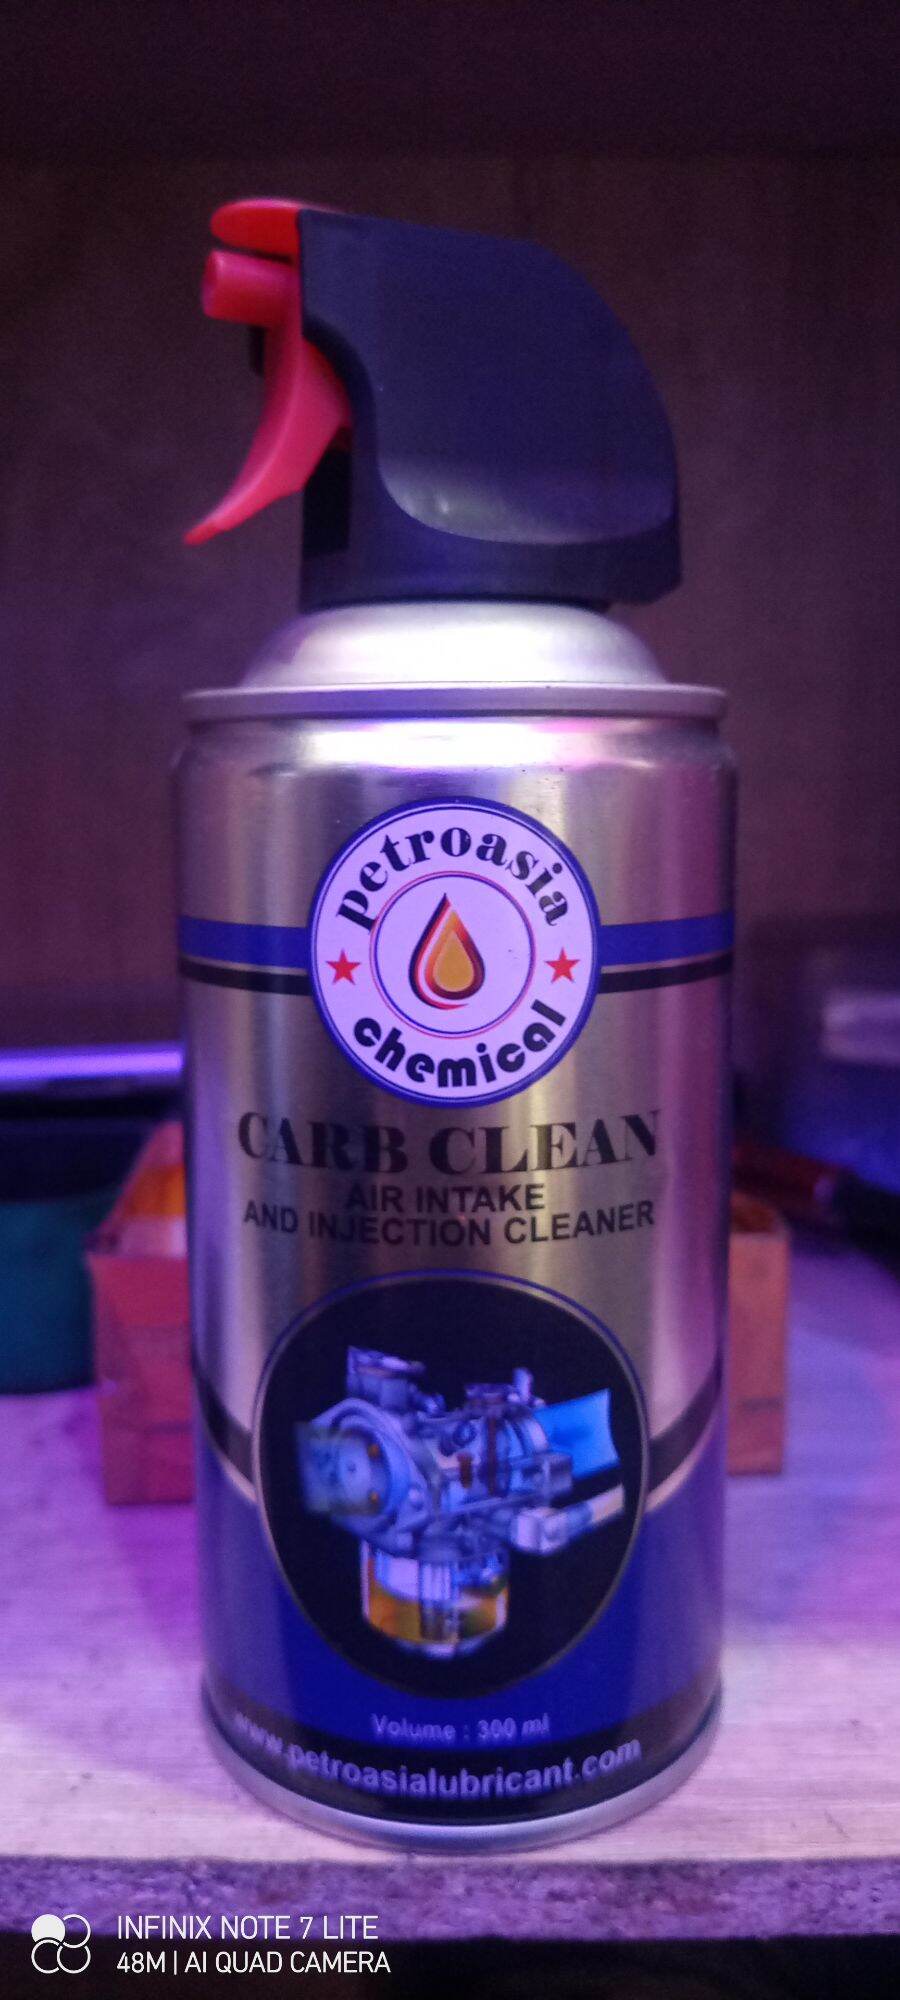 petroasia
chemical
CARB CLEAN
AIR INTAKE
AND INJECTION CLEANER
Volume : 300 ml
www.petroasialubricant.com
INFINIX NOTE 7 LITE
48M | AI QUAD CAMERA